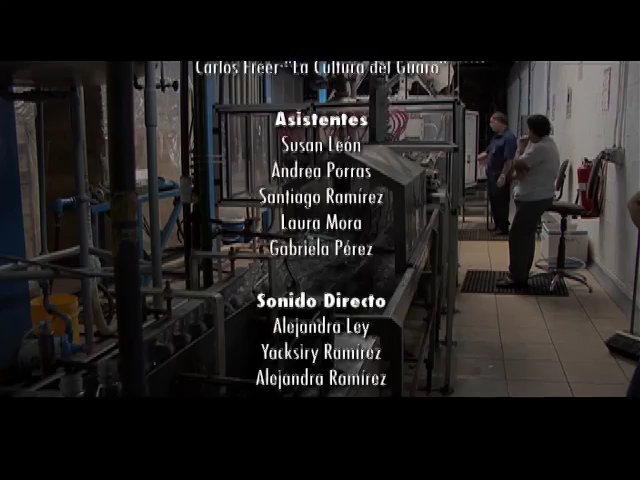 Carlos Freer "La Cultura del Guaro"
Asistentes
Susan León
Andrea Porras
Santiago Ramírez
Laura Mora
Gabriela Pérez
Sonido Directo
Alejandra Ley
Yacksiry Ramírez
Alejandra Ramírez